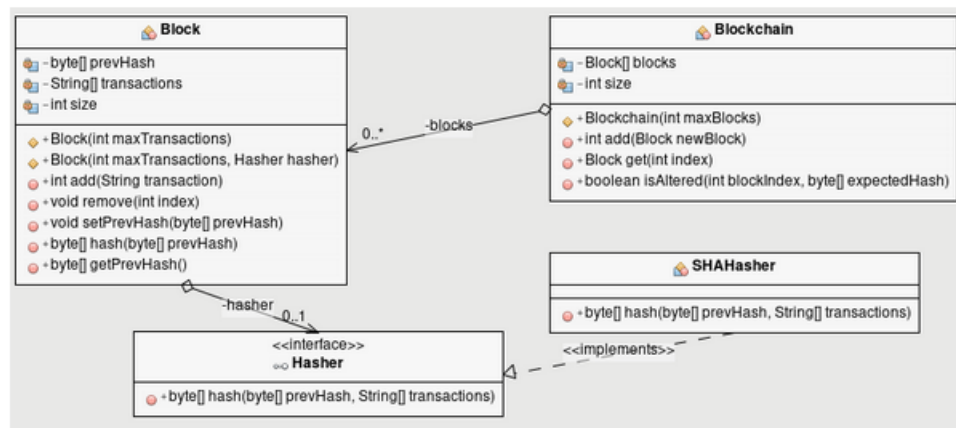 Block
- byte[] prevHash
- String[] transactions
- int size
+ Block(int maxTransactions)
+ Block(int maxTransactions, Hasher hasher)
+ int add(String transaction)
+ void remove(int index)
+ void setPrevHash(byte[] prevHash)
+ byte[] hash(byte[] prevHash)
+ byte[] getPrevHash()
0..*
-blocks
Blockchain
- Block[] blocks
- int size
+ Blockchain(int maxBlocks)
+ int add(Block newBlock)
+ Block get(int index)
+ boolean isAltered(int blockIndex, byte[] expectedHash)
SHAHasher
+ byte[] hash(byte[] prevHash, String[] transactions)
<<implements>>
-hasher
0..1
<<interface>>
Hasher
+ byte[] hash(byte[] prevHash, String[] transactions)